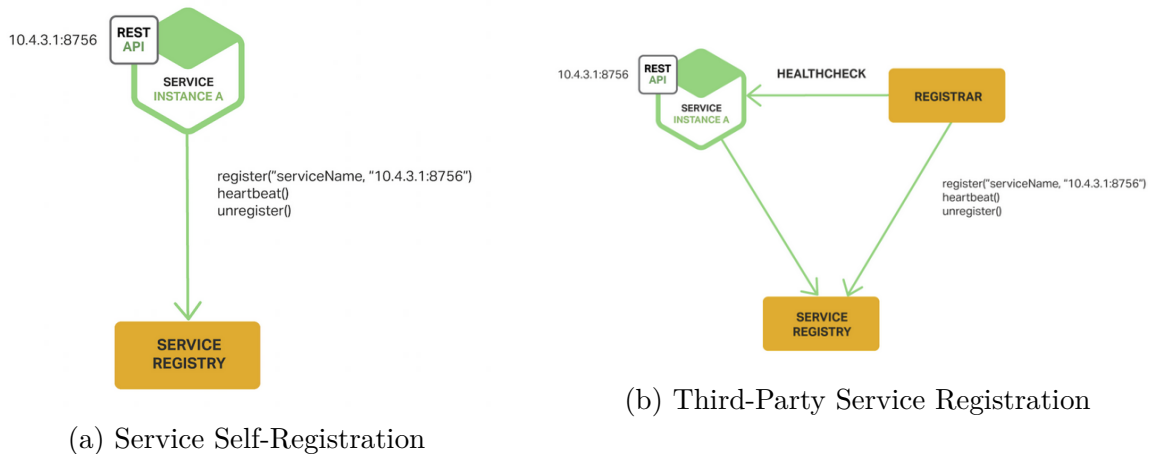 10.4.3.1:8756
REST
API
SERVICE
INSTANCE A
register("serviceName, “10.4.3.1:8756”)
heartbeat()
unregister()
SERVICE
REGISTRY
(a) Service Self-Registration
10.4.3.1:8756
REST
API
SERVICE
INSTANCE A
HEALTHCHECK
REGISTRAR
register("serviceName, “10.4.3.1:8756”)
heartbeat()
unregister()
SERVICE
REGISTRY
(b) Third-Party Service Registration